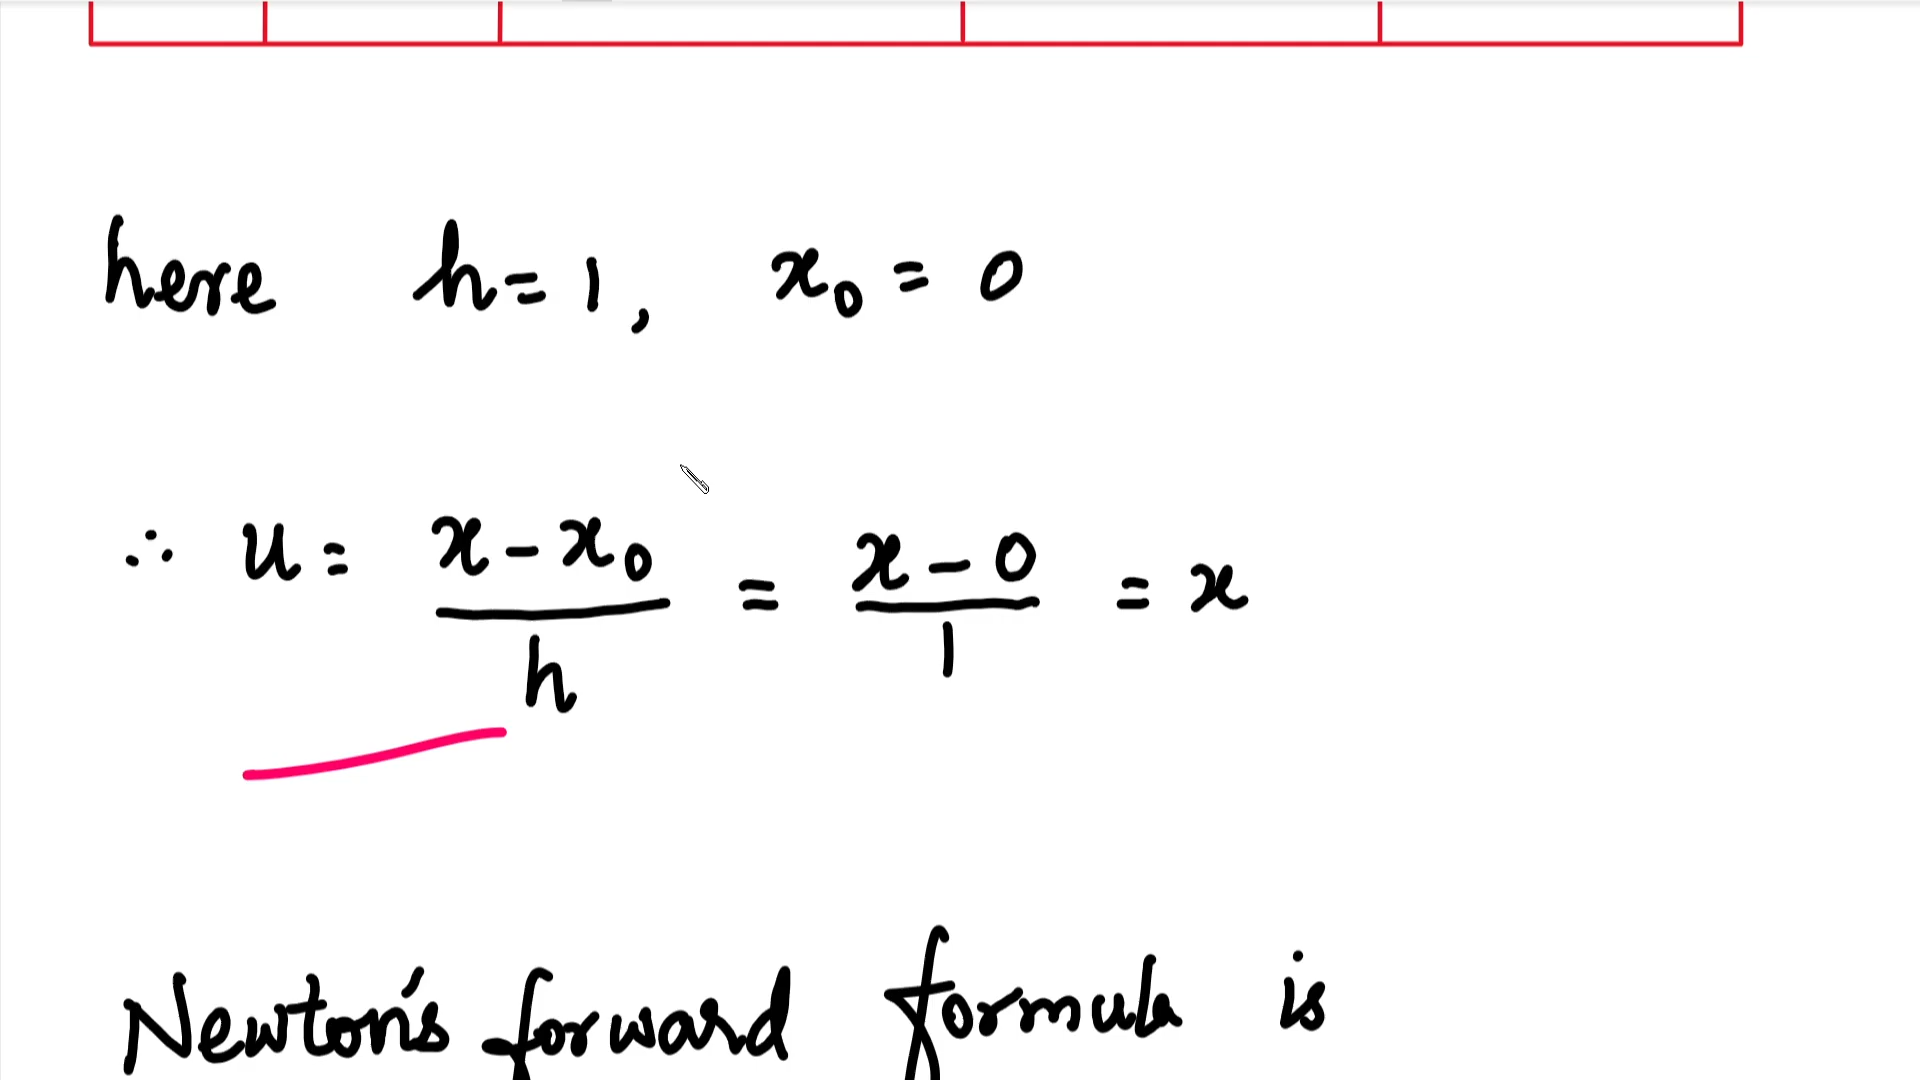 here h = 1, x₀ = 0
∴ u = (x - x₀)/h = (x - 0)/1 = x
Newton's forward formula is